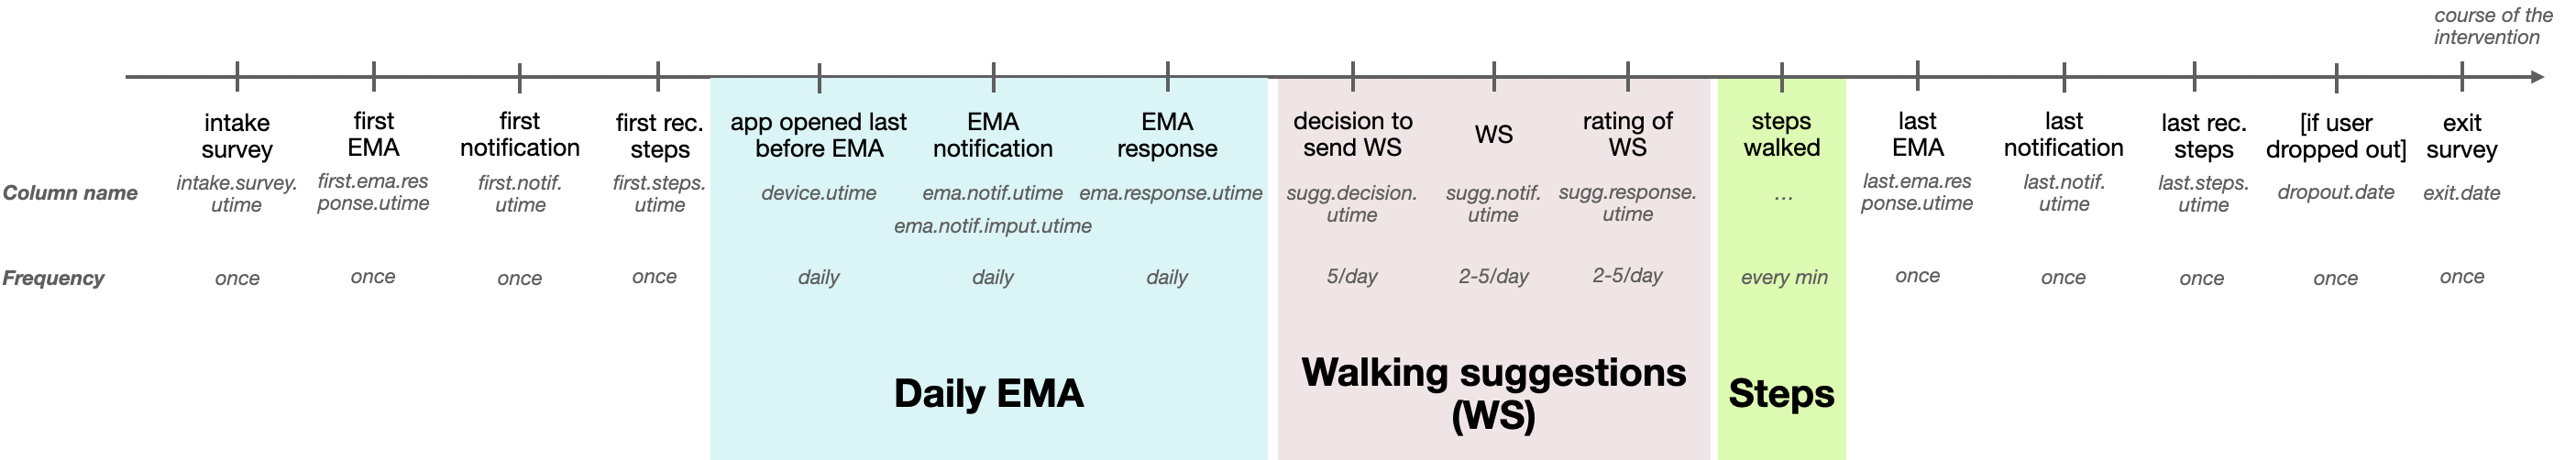 course of the
intervention
intake
survey
first
EMA
first
notification
first rec.
steps
app opened last
before EMA
EMA
notification
EMA
response
decision to
send WS
WS
rating of
WS
steps
walked
last
EMA
last
notification
last rec.
steps
[if user
dropped out]
exit
survey
Column name
intake.survey.
utime
first.ema.res
ponse.utime
first.notif.
utime
first.steps.
utime
device.utime
ema.notif.utime
ema.notif.imput.utime
ema.response.utime
sugg.decision.
utime
sugg.notif.
utime
sugg.response.
utime
...
last.ema.res
ponse.utime
last.notif.
utime
last.steps.
utime
dropout.date
exit.date
Frequency
once
once
once
once
daily
daily
daily
5/day
2-5/day
2-5/day
every min
once
once
once
once
once
Daily EMA
Walking suggestions
(WS)
Steps